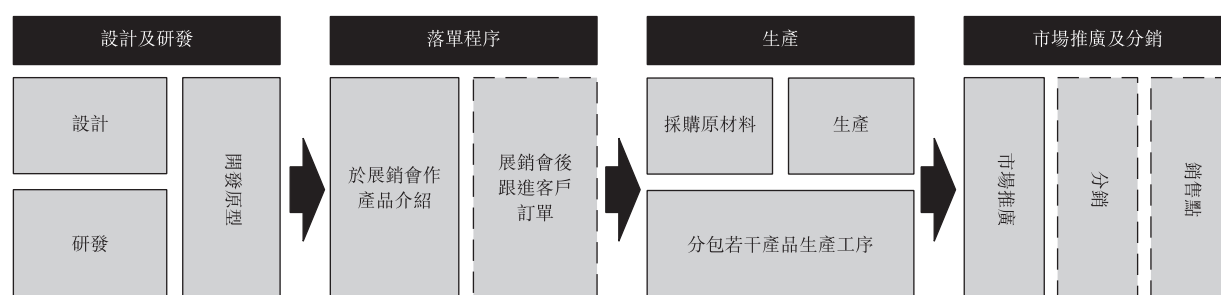 設計及研發
設計
研發
開發原型
落單程序
於展銷會作
產品介紹
展銷會後
跟進客戶
訂單
生產
採購原材料
生產
分包若干產品生產工序
市場推廣及分銷
市場推廣
分銷
銷售點